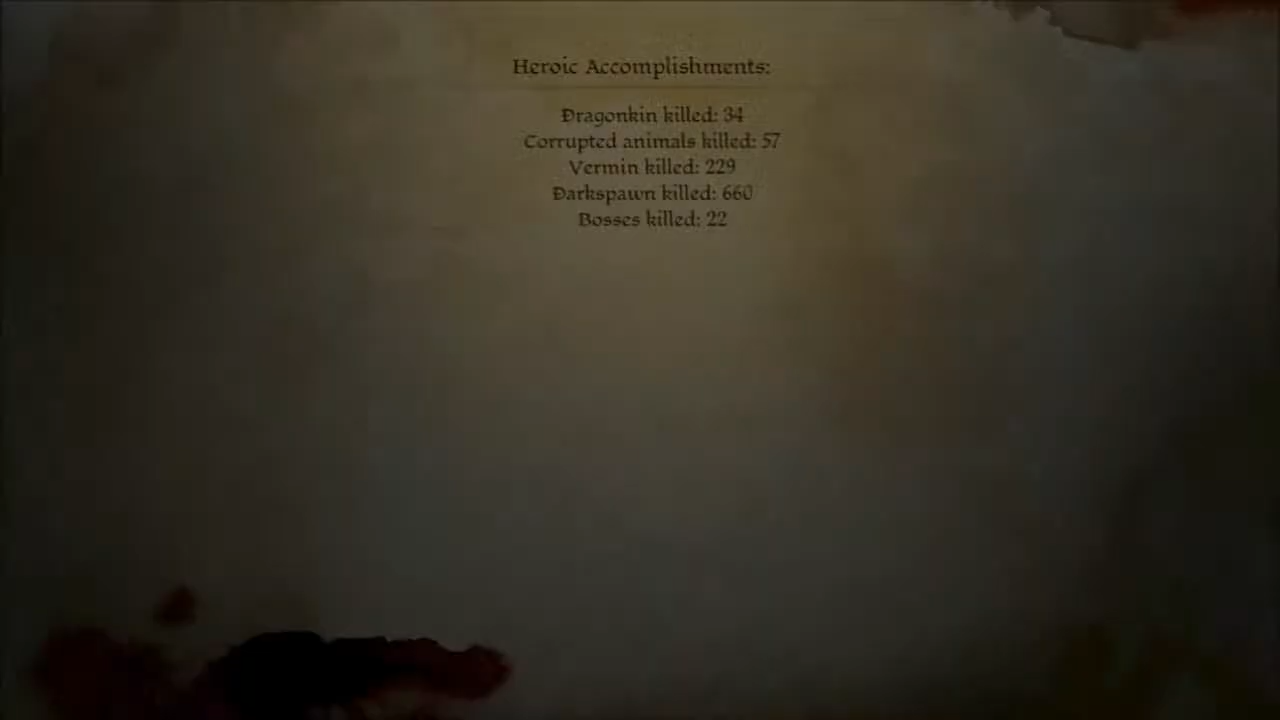 Heroic Accomplishments:
Dragonkin killed: 34
Corrupted animals killed: 57
Vermin killed: 229
Darkspawn killed: 660
Bosses killed: 22